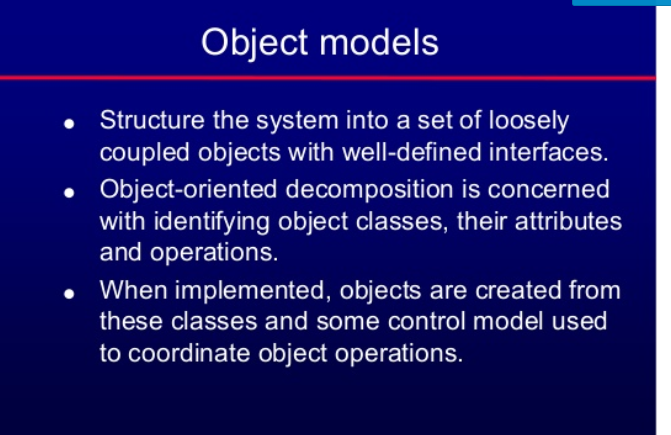 Object models
● Structure the system into a set of loosely
coupled objects with well-defined interfaces.
● Object-oriented decomposition is concerned
with identifying object classes, their attributes
and operations.
● When implemented, objects are created from
these classes and some control model used
to coordinate object operations.